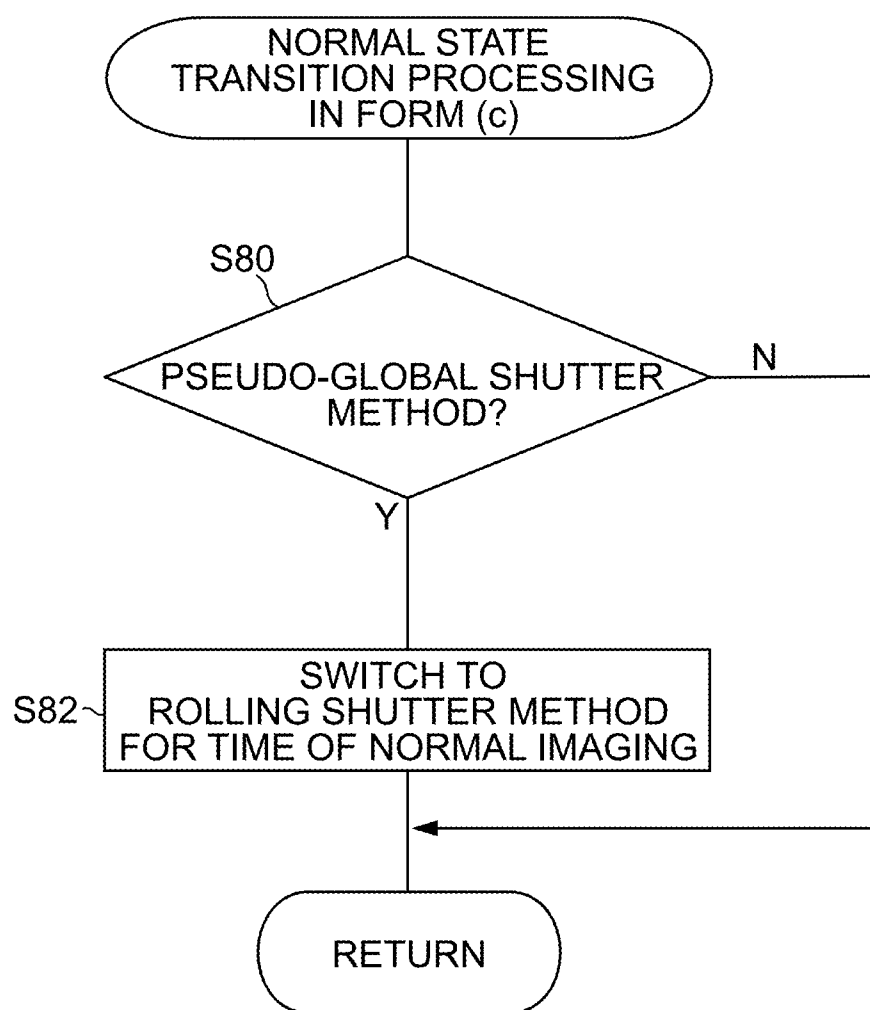 NORMAL STATE
TRANSITION PROCESSING
IN FORM (c)
S80
PSEUDO-GLOBAL SHUTTER
METHOD?
N
Y
S82
SWITCH TO
ROLLING SHUTTER METHOD
FOR TIME OF NORMAL IMAGING
RETURN